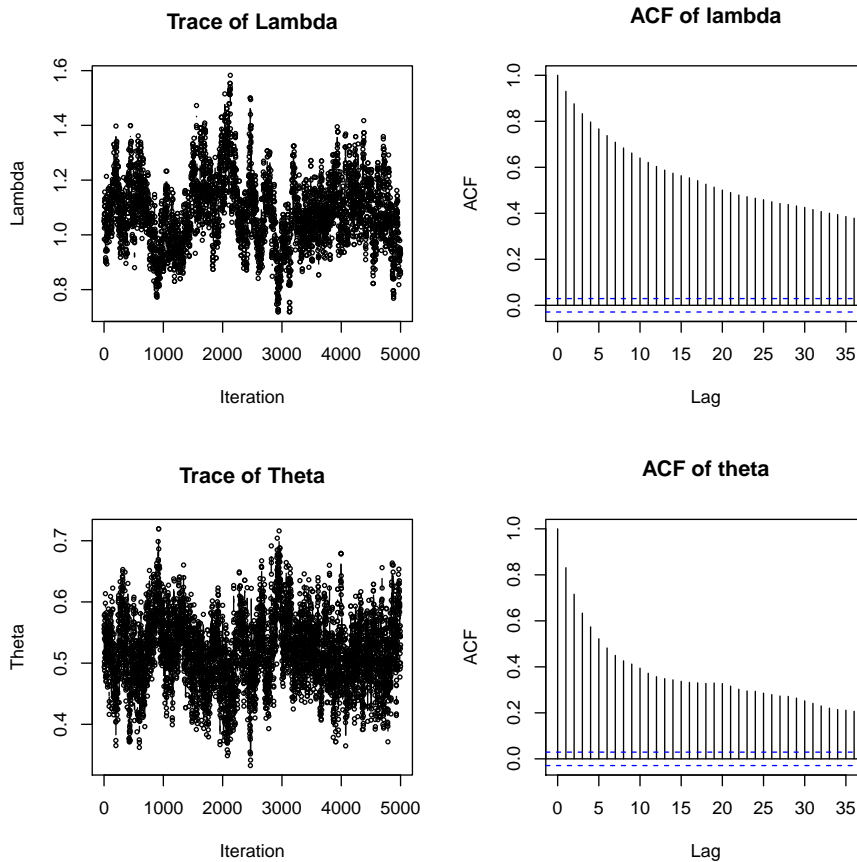 Trace of Lambda
Lambda
1.6
1.4
1.2
1.0
0.8
0 1000 2000 3000 4000 5000
Iteration
ACF of lambda
ACF
1.0
0.8
0.6
0.4
0.2
0.0
0 5 10 15 20 25 30 35
Lag
Trace of Theta
Theta
0.7
0.6
0.5
0.4
0 1000 2000 3000 4000 5000
Iteration
ACF of theta
ACF
1.0
0.8
0.6
0.4
0.2
0.0
0 5 10 15 20 25 30 35
Lag